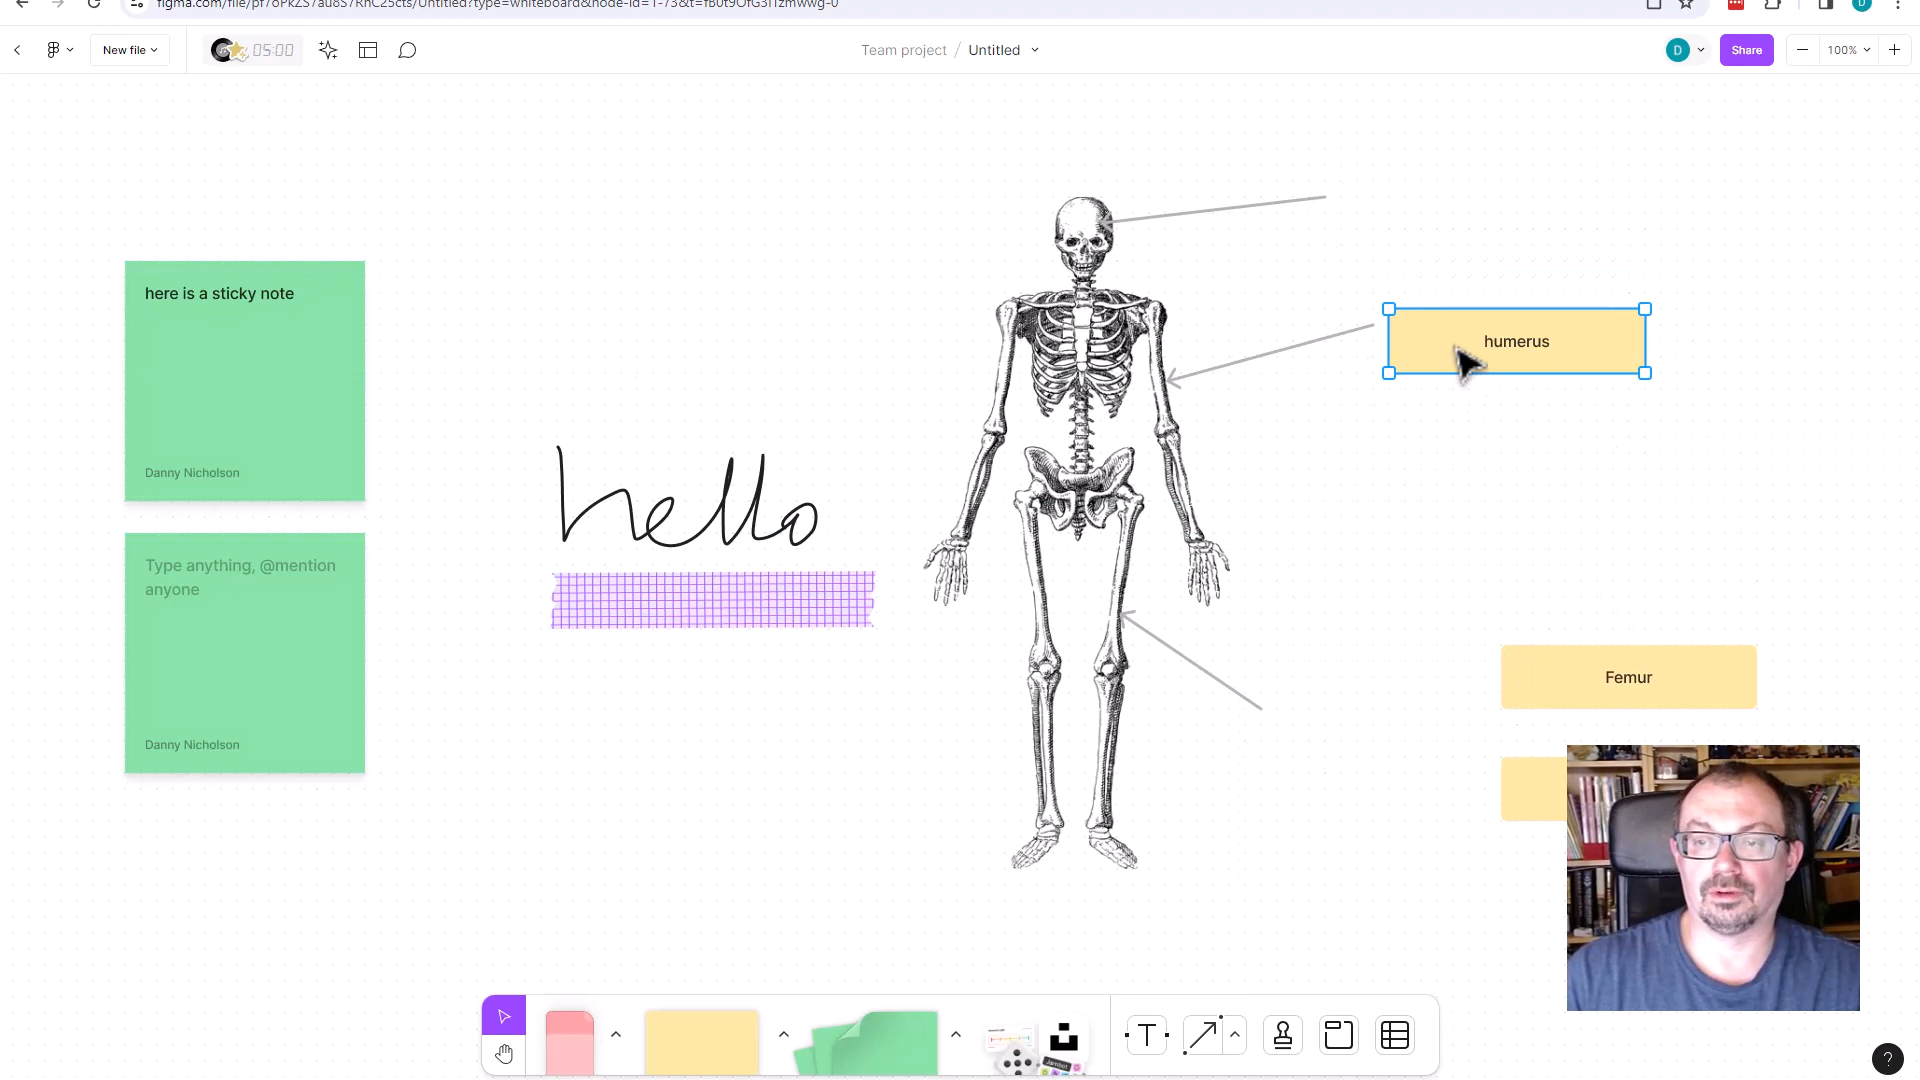 New file
05:00
Team project / Untitled
D
Share
100%
here is a sticky note
Danny Nicholson
Type anything, @mention
anyone
Danny Nicholson
hello
humerus
Femur
T
?